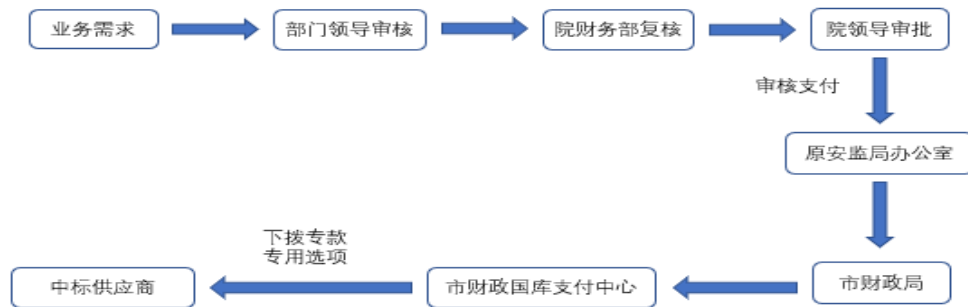 业务需求
部门领导审核
院财务部复核
院领导审批
审核支付
原安监局办公室
市财政局
市财政国库支付中心
下拨专款
专用选项
中标供应商